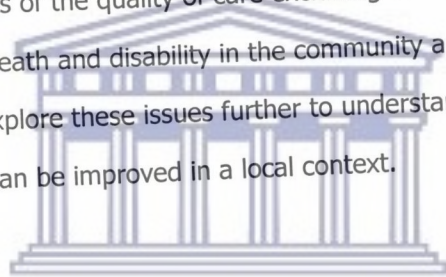 s of the quality of care
eath and disability in the community a
xplore these issues further to understa
an be improved in a local context.